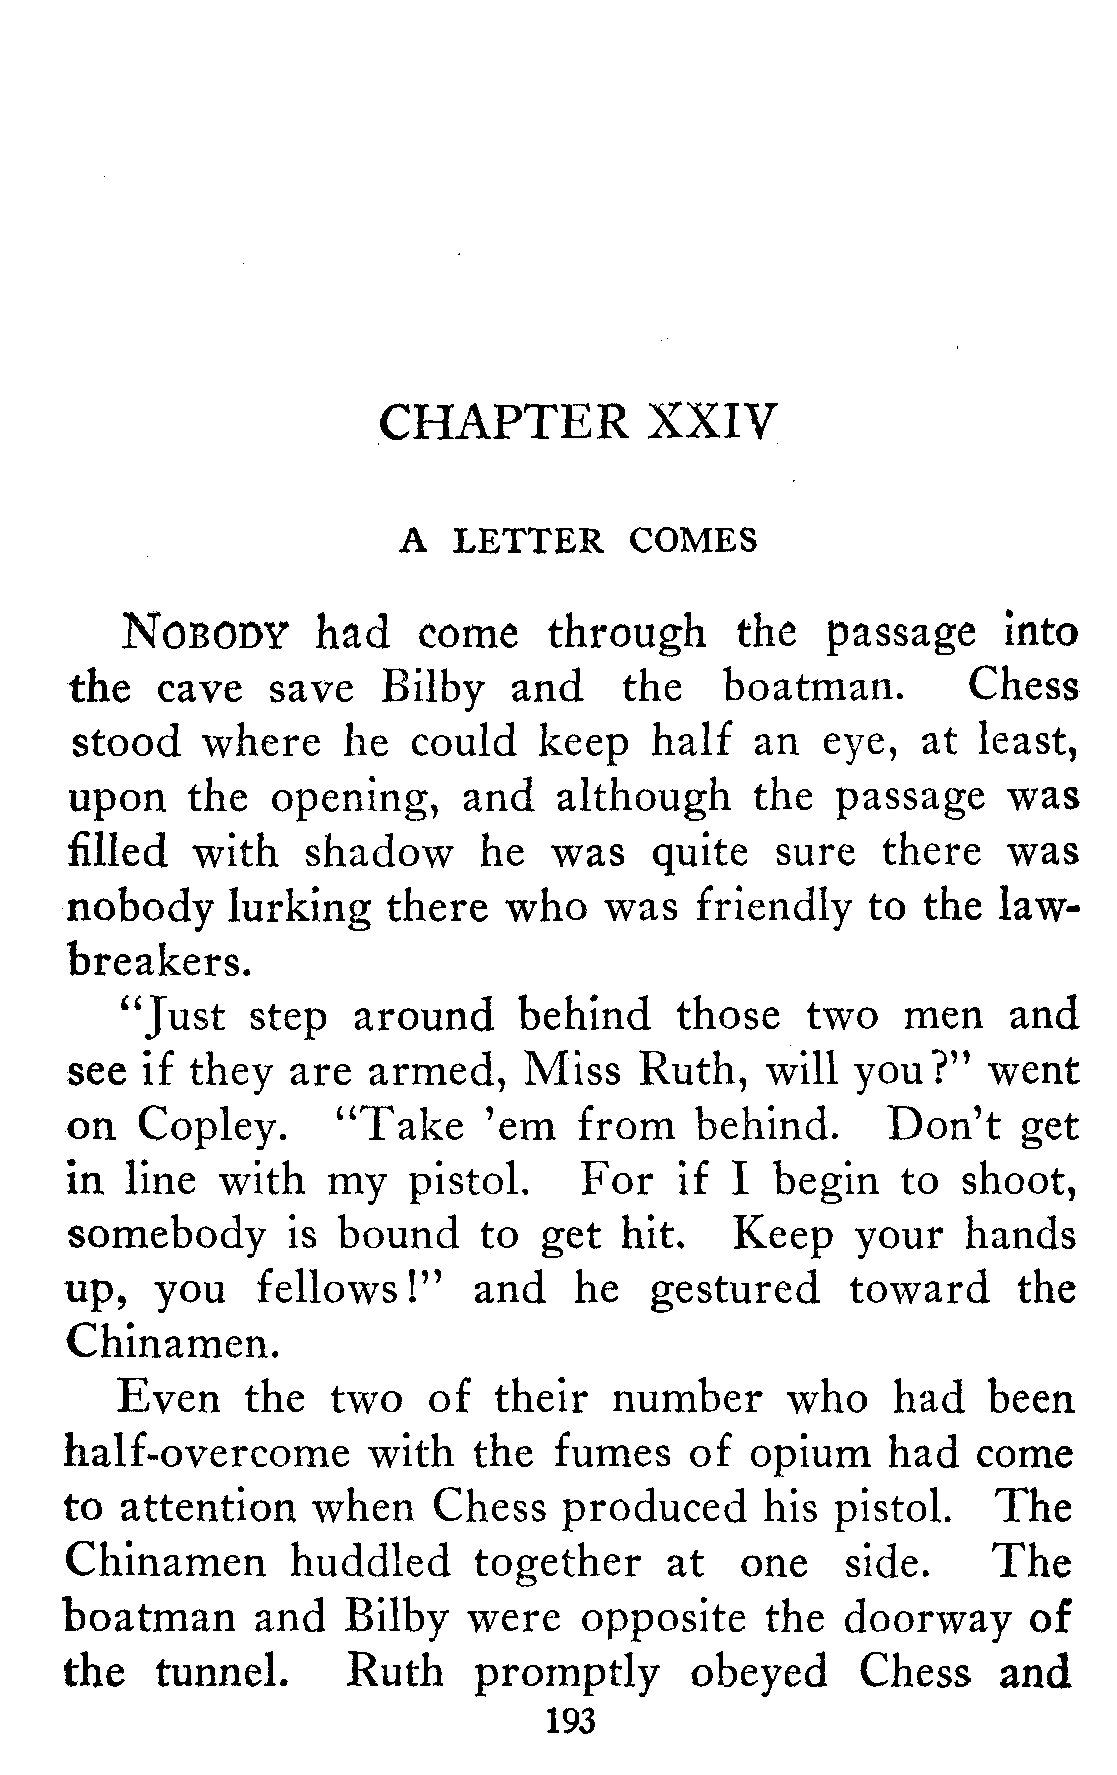 CHAPTER XXIV
A LETTER COMES
NOBODY had come through the passage into
the cave save Bilby and the boatman. Chess
stood where he could keep half an eye, at least,
upon the opening, and although the passage was
filled with shadow he was quite sure there was
nobody lurking there who was friendly to the law-
breakers.
"Just step around behind those two men and
see if they are armed, Miss Ruth, will you?" went
on Copley. "Take 'em from behind. Don't get
in line with my pistol. For if I begin to shoot,
somebody is bound to get hit. Keep your hands
up, you fellows!" and he gestured toward the
Chinamen.
Even the two of their number who had been
half-overcome with the fumes of opium had come
to attention when Chess produced his pistol. The
Chinamen huddled together at one side. The
boatman and Bilby were opposite the doorway of
the tunnel. Ruth promptly obeyed Chess and
193